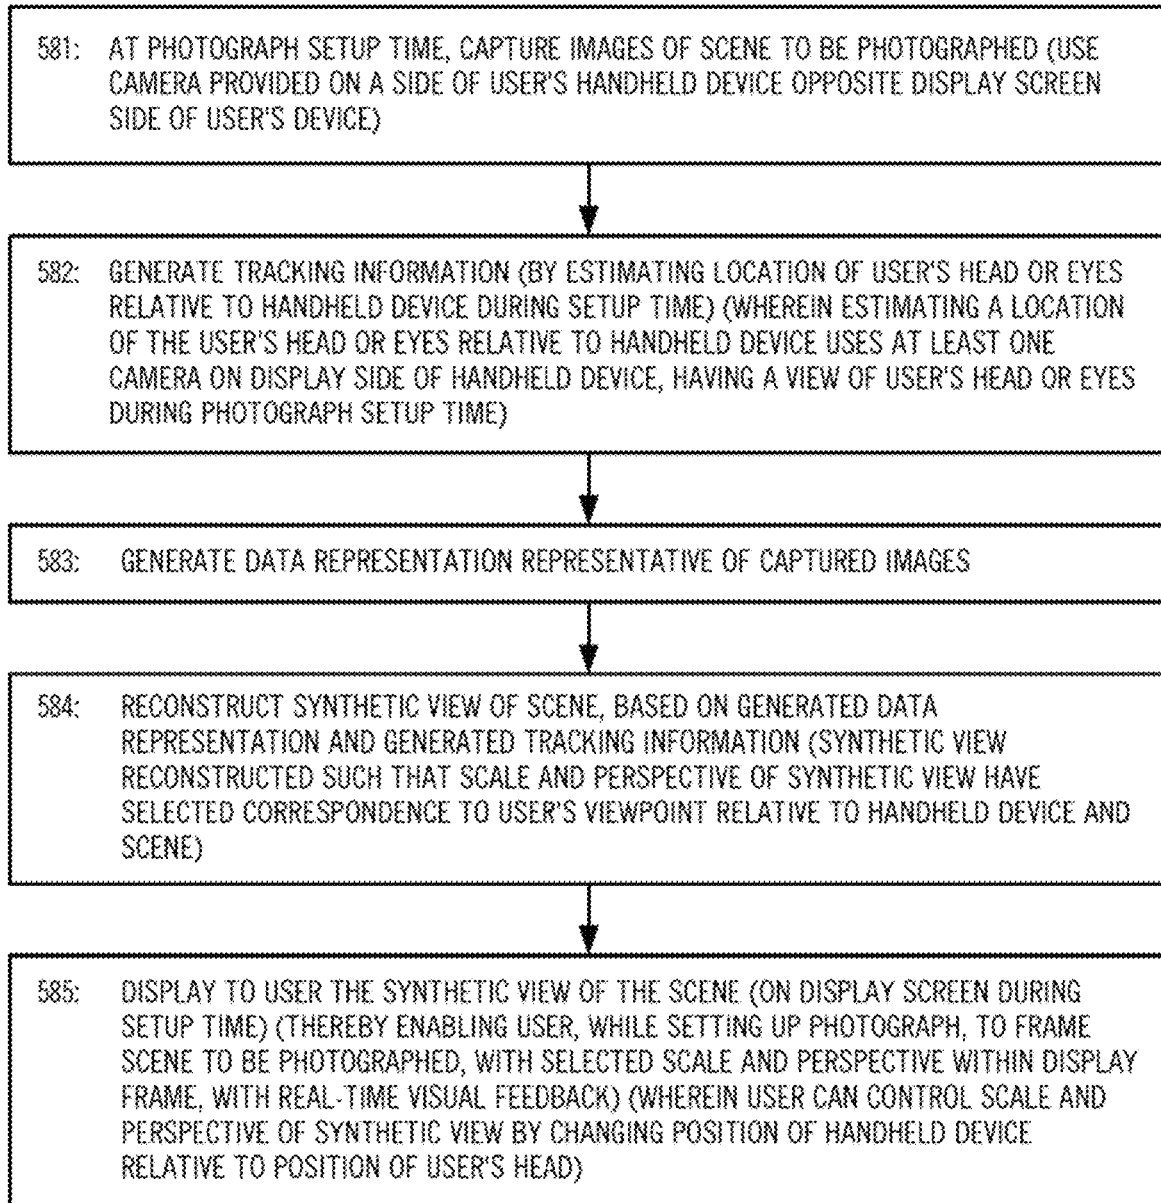 581: AT PHOTOGRAPH SETUP TIME, CAPTURE IMAGES OF SCENE TO BE PHOTOGRAPHED (USE
CAMERA PROVIDED ON A SIDE OF USER'S HANDHELD DEVICE OPPOSITE DISPLAY SCREEN
SIDE OF USER'S DEVICE)
582: GENERATE TRACKING INFORMATION (BY ESTIMATING LOCATION OF USER'S HEAD OR EYES
RELATIVE TO HANDHELD DEVICE DURING SETUP TIME) (WHEREIN ESTIMATING A LOCATION
OF THE USER'S HEAD OR EYES RELATIVE TO HANDHELD DEVICE USES AT LEAST ONE
CAMERA ON DISPLAY SIDE OF HANDHELD DEVICE, HAVING A VIEW OF USER'S HEAD OR EYES
DURING PHOTOGRAPH SETUP TIME)
583: GENERATE DATA REPRESENTATION REPRESENTATIVE OF CAPTURED IMAGES
584: RECONSTRUCT SYNTHETIC VIEW OF SCENE, BASED ON GENERATED DATA
REPRESENTATION AND GENERATED TRACKING INFORMATION (SYNTHETIC VIEW
RECONSTRUCTED SUCH THAT SCALE AND PERSPECTIVE OF SYNTHETIC VIEW HAVE
SELECTED CORRESPONDENCE TO USER'S VIEWPOINT RELATIVE TO HANDHELD DEVICE AND
SCENE)
585: DISPLAY TO USER THE SYNTHETIC VIEW OF THE SCENE (ON DISPLAY SCREEN DURING
SETUP TIME) (THEREBY ENABLING USER, WHILE SETTING UP PHOTOGRAPH, TO FRAME
SCENE TO BE PHOTOGRAPHED, WITH SELECTED SCALE AND PERSPECTIVE WITHIN DISPLAY
FRAME, WITH REAL-TIME VISUAL FEEDBACK) (WHEREIN USER CAN CONTROL SCALE AND
PERSPECTIVE OF SYNTHETIC VIEW BY CHANGING POSITION OF HANDHELD DEVICE
RELATIVE TO POSITION OF USER'S HEAD)